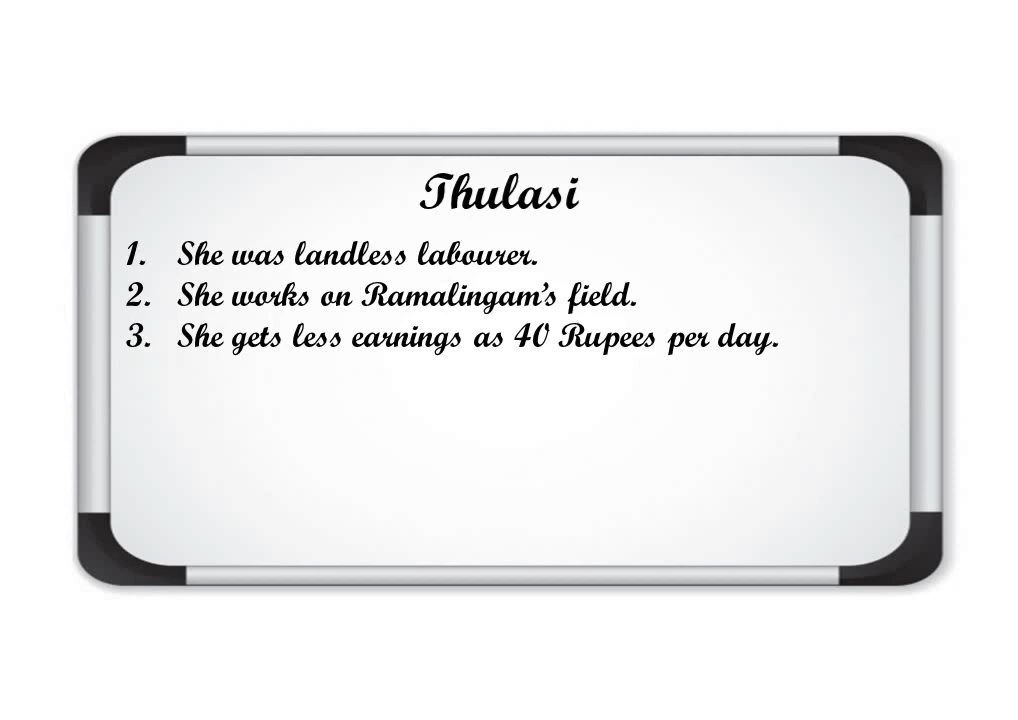 Thulasi
1. She was landless labourer.
2. She works on Ramalingam's field.
3. She gets less earnings as 40 Rupees per day.